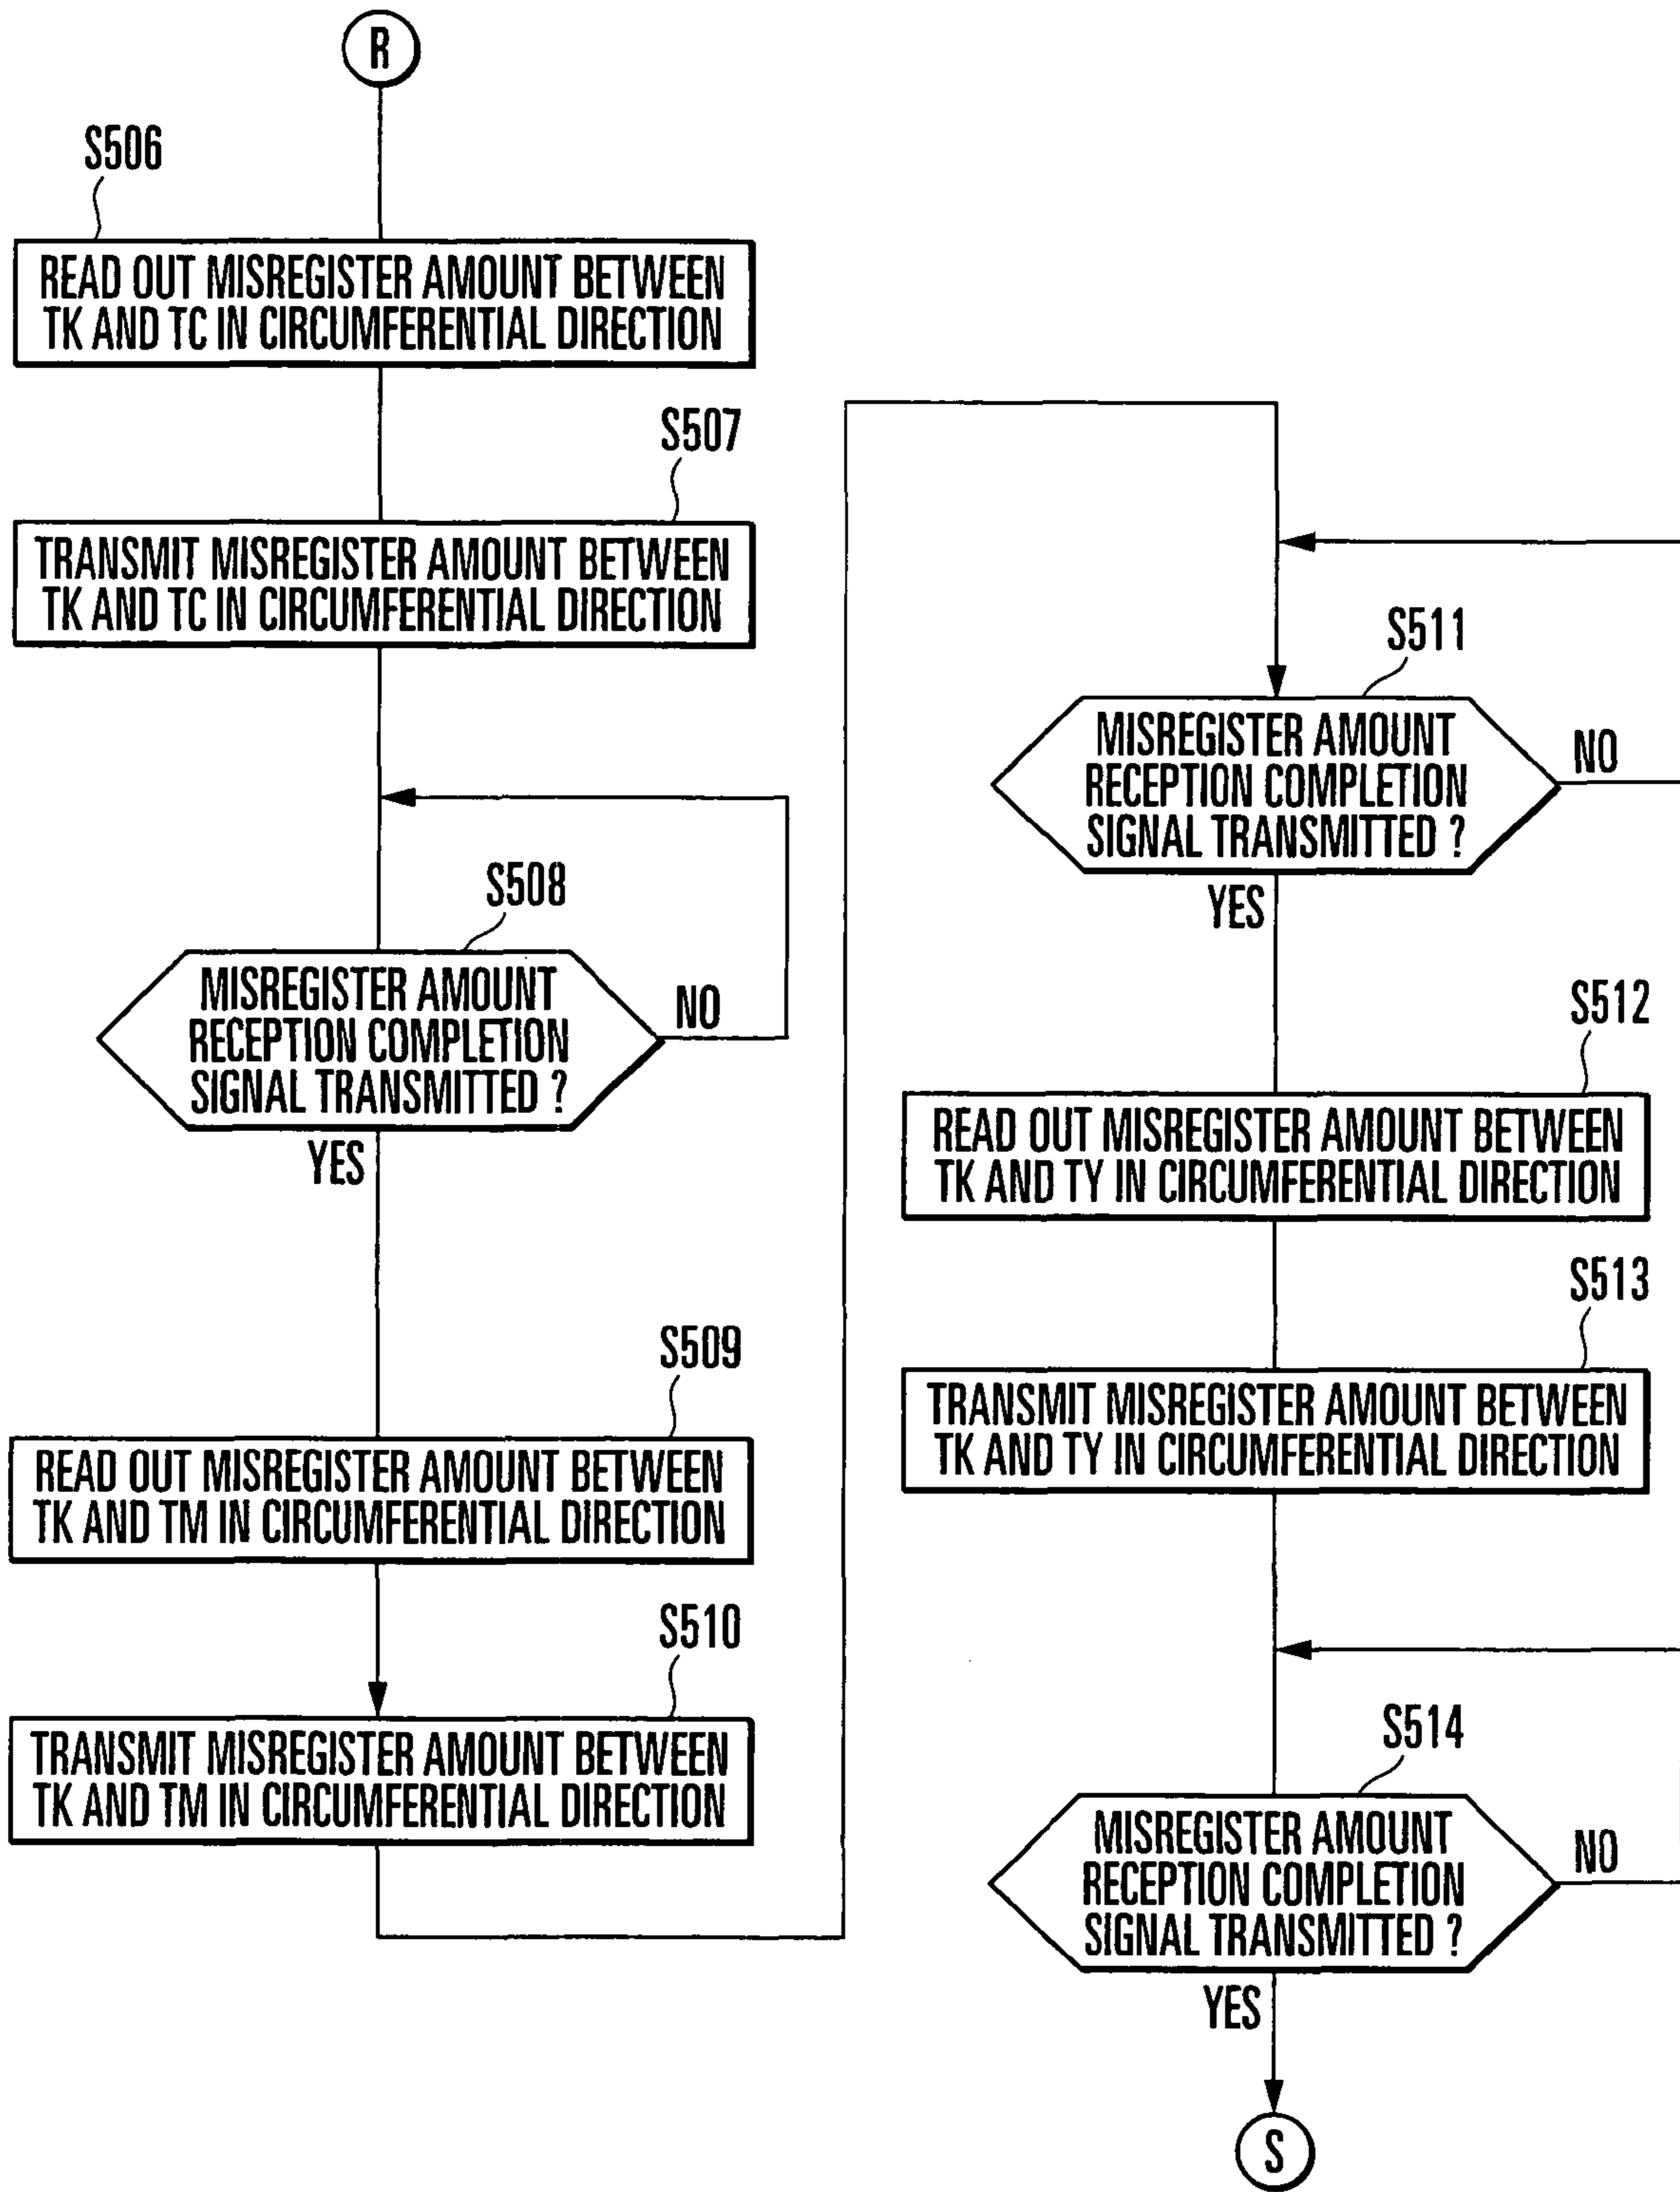 R
S506
READ OUT MISREGISTER AMOUNT BETWEEN
TK AND TC IN CIRCUMFERENTIAL DIRECTION
S507
TRANSMIT MISREGISTER AMOUNT BETWEEN
TK AND TC IN CIRCUMFERENTIAL DIRECTION
S508
MISREGISTER AMOUNT
RECEPTION COMPLETION
SIGNAL TRANSMITTED ?
NO
YES
S509
READ OUT MISREGISTER AMOUNT BETWEEN
TK AND TM IN CIRCUMFERENTIAL DIRECTION
S510
TRANSMIT MISREGISTER AMOUNT BETWEEN
TK AND TM IN CIRCUMFERENTIAL DIRECTION
S511
MISREGISTER AMOUNT
RECEPTION COMPLETION
SIGNAL TRANSMITTED ?
NO
YES
S512
READ OUT MISREGISTER AMOUNT BETWEEN
TK AND TY IN CIRCUMFERENTIAL DIRECTION
S513
TRANSMIT MISREGISTER AMOUNT BETWEEN
TK AND TY IN CIRCUMFERENTIAL DIRECTION
S514
MISREGISTER AMOUNT
RECEPTION COMPLETION
SIGNAL TRANSMITTED ?
NO
YES
S